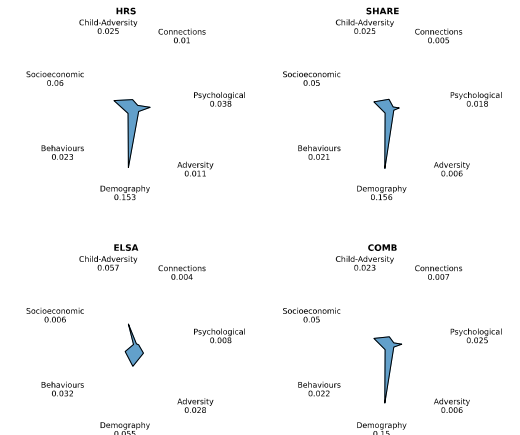 HRS
Child-Adversity
0.025
Connections
0.01
Socioeconomic
0.06
Psychological
0.038
Behaviours
0.023
Adversity
0.011
Demography
0.153
SHARE
Child-Adversity
0.025
Connections
0.005
Socioeconomic
0.05
Psychological
0.018
Behaviours
0.021
Adversity
0.006
Demography
0.156
ELSA
Child-Adversity
0.057
Connections
0.004
Socioeconomic
0.006
Psychological
0.008
Behaviours
0.032
Adversity
0.028
Demography
0.055
COMB
Child-Adversity
0.023
Connections
0.007
Socioeconomic
0.05
Psychological
0.025
Behaviours
0.022
Adversity
0.006
Demography
0.15